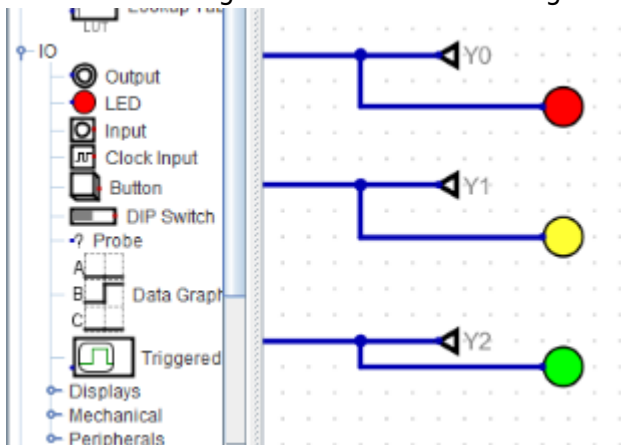 LUT
IO
Output
LED
Input
Clock Input
Button
DIP Switch
? Probe
A
B
C
Data Graph
Triggered
Displays
Mechanical
Peripherals
Y0
Y1
Y2